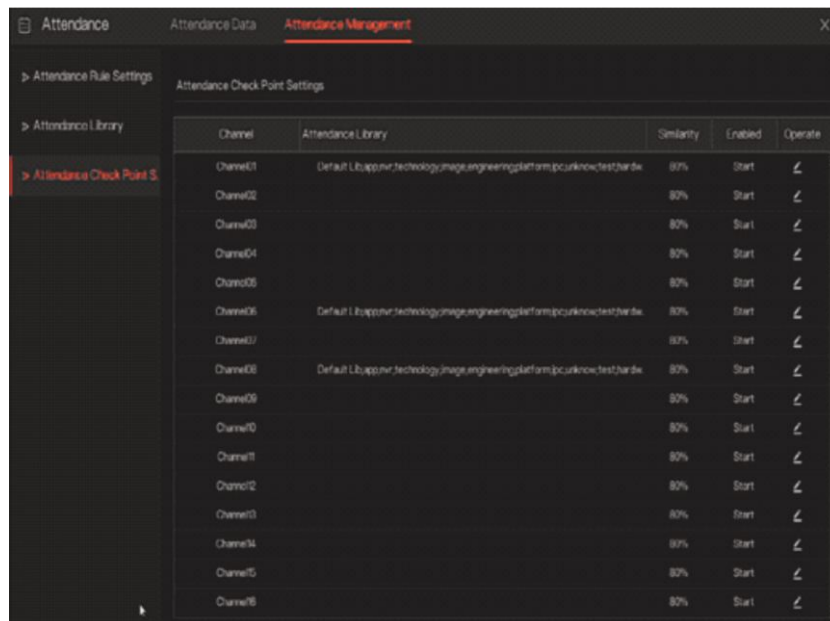 Attendance Attendance Data Attendance Management X
> Attendance Rule Settings
> Attendance Library
> Attendance Check Point S.
Attendance Check Point Settings
Channel Attendance Library Similarity Enabled Operate
Channel01 Default Lib;app;nvr;technology;image;engineering;platform;ipc;unknow;test;hardw. 80% Start
Channel02 80% Start
Channel03 80% Start
Channel04 80% Start
Channel05 80% Start
Channel06 Default Lib;app;nvr;technology;image;engineering;platform;ipc;unknow;test;hardw. 80% Start
Channel07 80% Start
Channel08 Default Lib;app;nvr;technology;image;engineering;platform;ipc;unknow;test;hardw. 80% Start
Channel09 80% Start
Channel10 80% Start
Channel11 80% Start
Channel12 80% Start
Channel13 80% Start
Channel14 80% Start
Channel15 80% Start
Channel16 80% Start